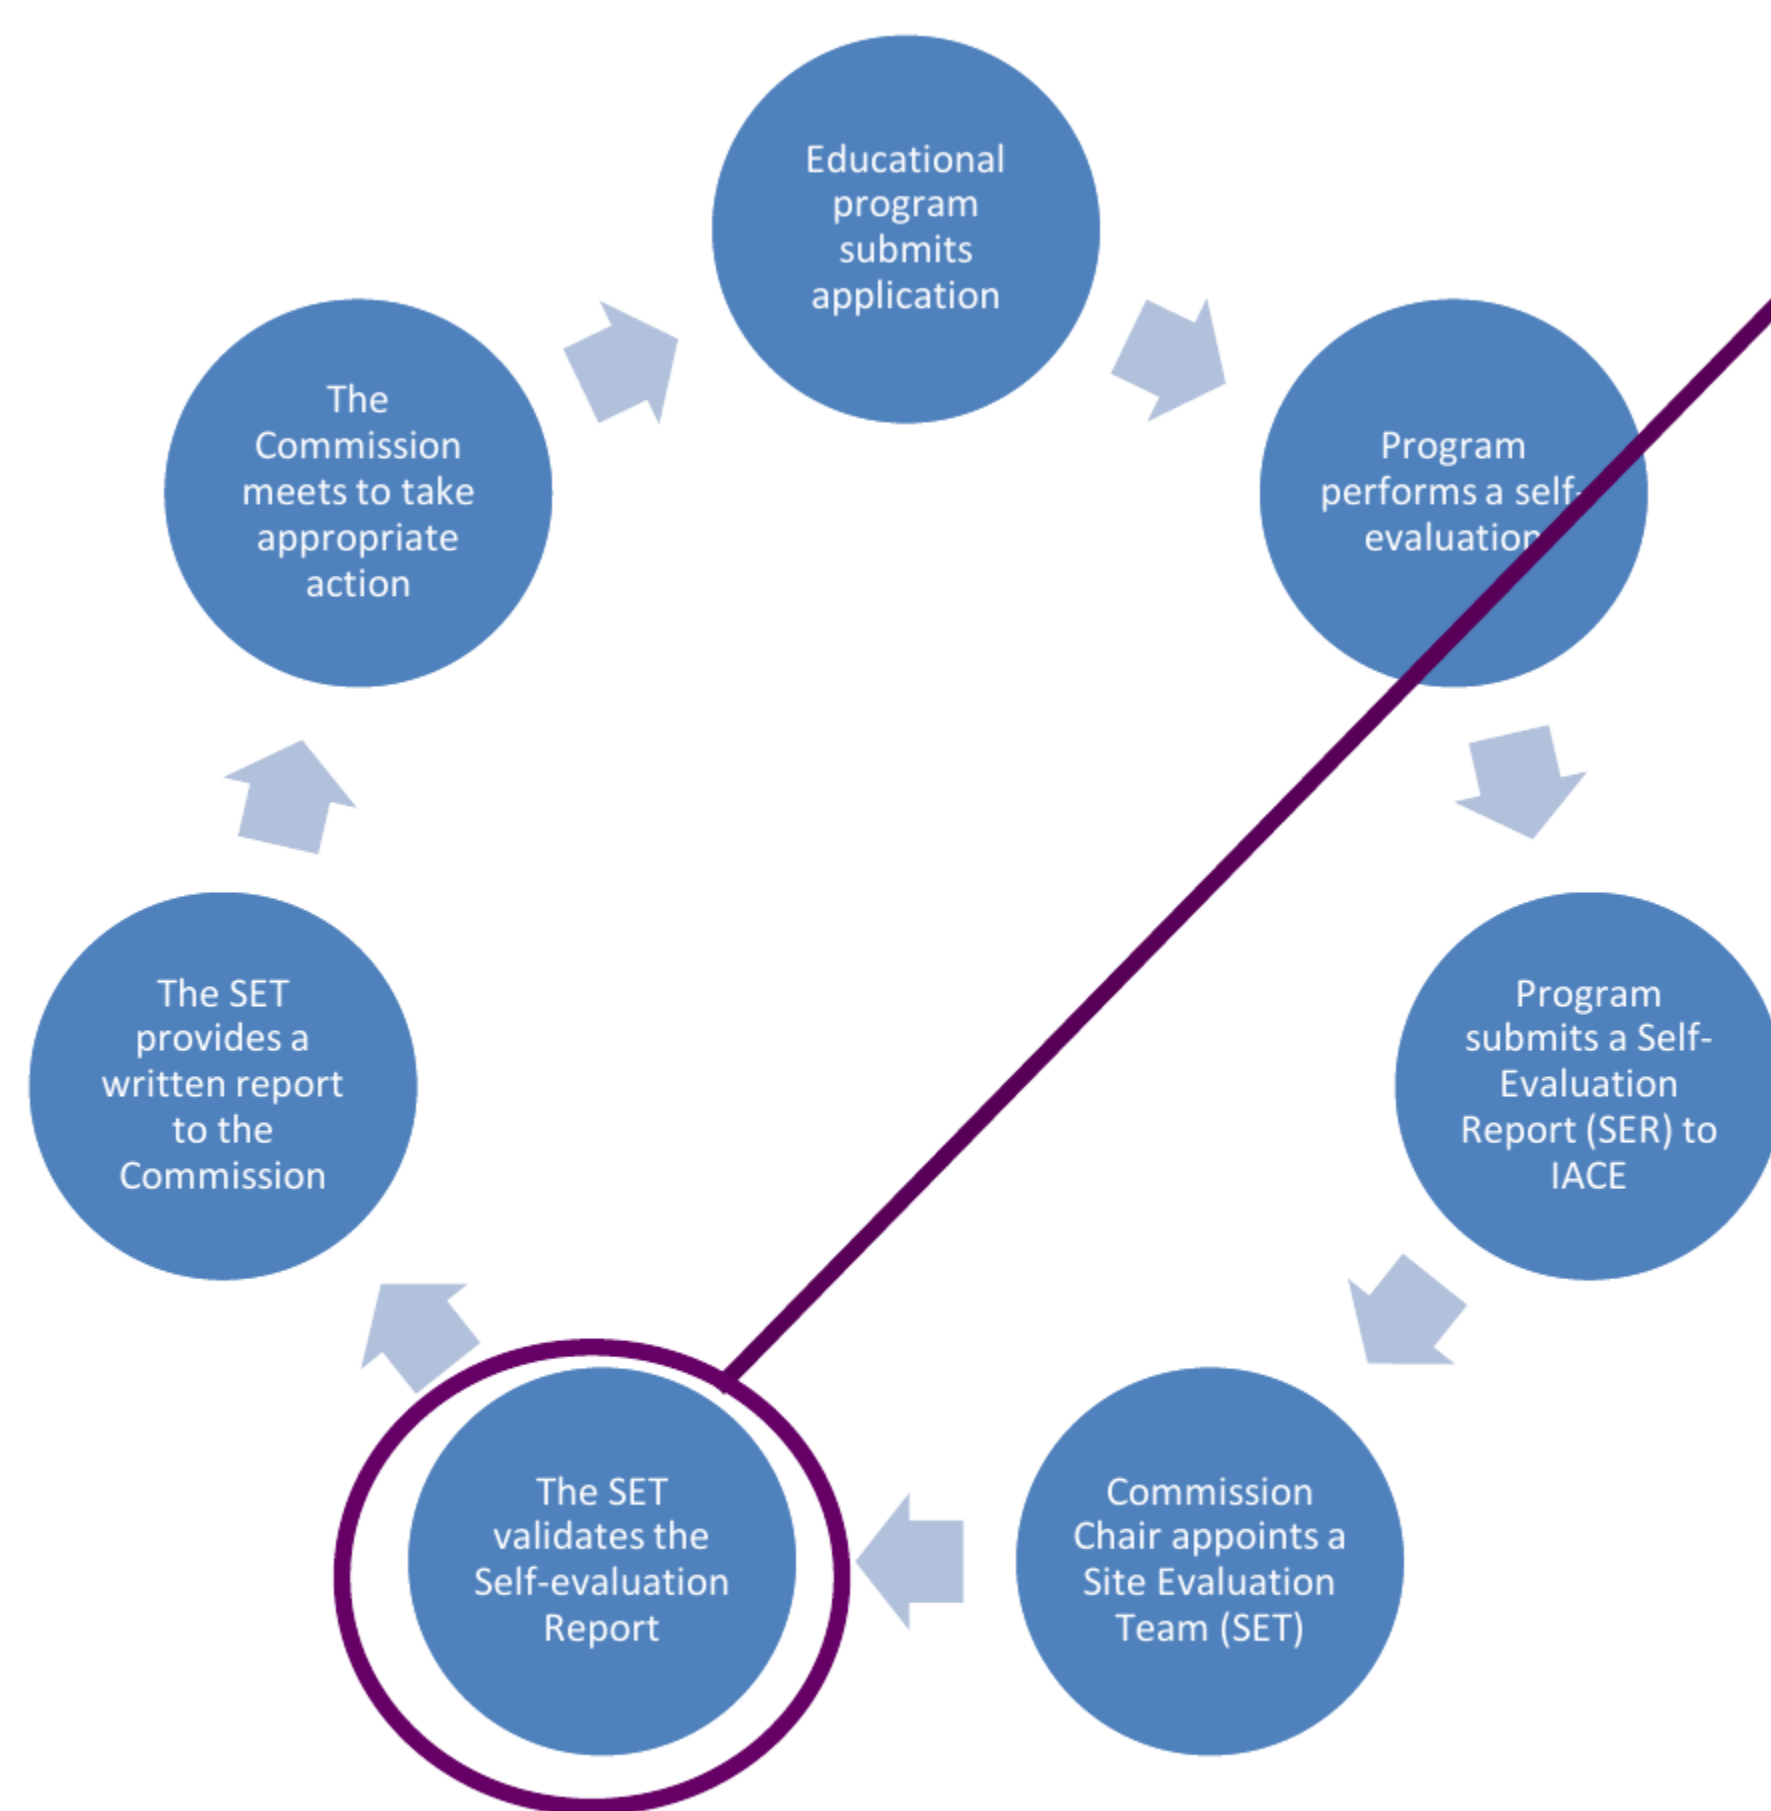 Educational
program
submits
application
Program
performs a self-
evaluation
Program
submits a Self-
Evaluation
Report (SER) to
IACE
Commission
Chair appoints a
Site Evaluation
Team (SET)
The SET
validates the
Self-evaluation
Report
The SET
provides a
written report
to the
Commission
The
Commission
meets to take
appropriate
action